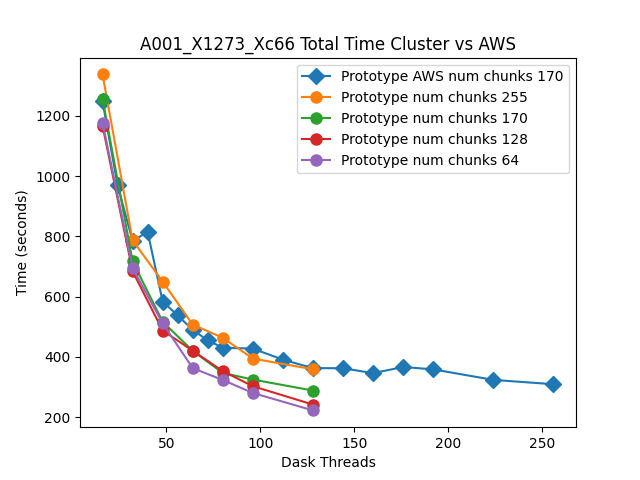 A001_X1273_Xc66 Total Time Cluster vs AWS
Prototype AWS num chunks 170
Prototype num chunks 255
Prototype num chunks 170
Prototype num chunks 128
Prototype num chunks 64
Time (seconds)
1200
1000
800
600
400
200
50 100 150 200 250
Dask Threads